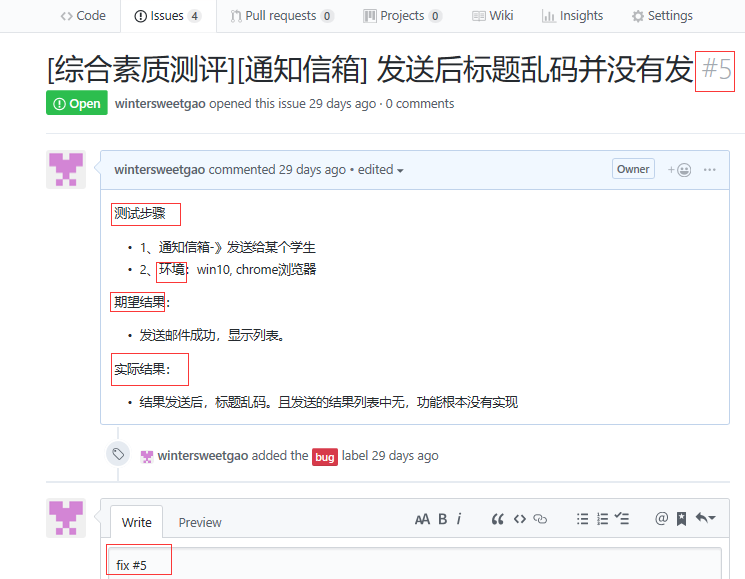 Code Issues 4 Pull requests 0 Projects 0 Wiki Insights Settings
[综合素质测评][通知信箱] 发送后标题乱码并没有发 #5
Open wintersweetgao opened this issue 29 days ago · 0 comments
wintersweetgao commented 29 days ago • edited Owner
测试步骤
• 1、通知信箱-》发送给某个学生
• 2、环境：win10, chrome浏览器
期望结果：
• 发送邮件成功，显示列表。
实际结果：
• 结果发送后，标题乱码。且发送的结果列表中无，功能根本没有实现
wintersweetgao added the bug label 29 days ago
Write Preview AA B i “ <> @
fix #5